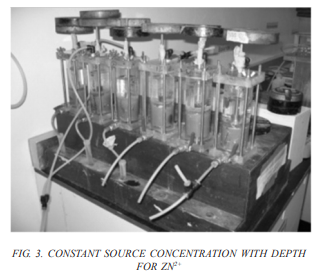 FIG. 3. CONSTANT SOURCE CONCENTRATION WITH DEPTH
FOR ZN²⁺